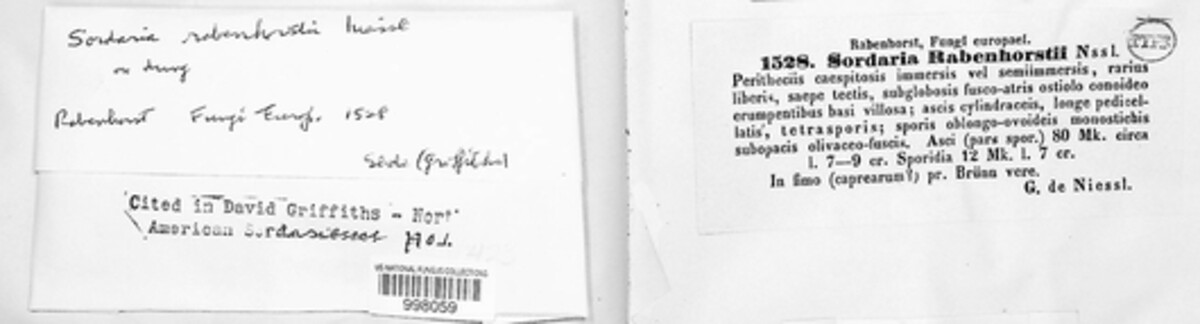 Sordaria rabenhorstii Niessl
on dung
Rabenhorst Fungi Europ. 1528
Side (Griffiths)
Cited in David Griffiths - Nort
American Sordariaceae 1901.
US NATIONAL FUNGUS COLLECTIONS
998059
Rabenhorst, Fungi europaei.
1528. Sordaria Rabenhorstii Nssl.
Peritheciis caespitosis immersis vel semiimmersis, rarius
liberis, saepe tectis, subglobosis fusco-atris ostiolo conoideo
erumpentibus basi villosa; ascis cylindraceis, longe pedicel-
latis, tetrasporis; sporis oblongo-ovoideis monostichis
subopacis olivaceo-fuscis. Asci (pars spor.) 80 Mk. circa
l. 7—9 cr. Sporidia 12 Mk. l. 7 cr.
In fimo (caprearum?) pr. Brünn vere.
G. de Niessl.